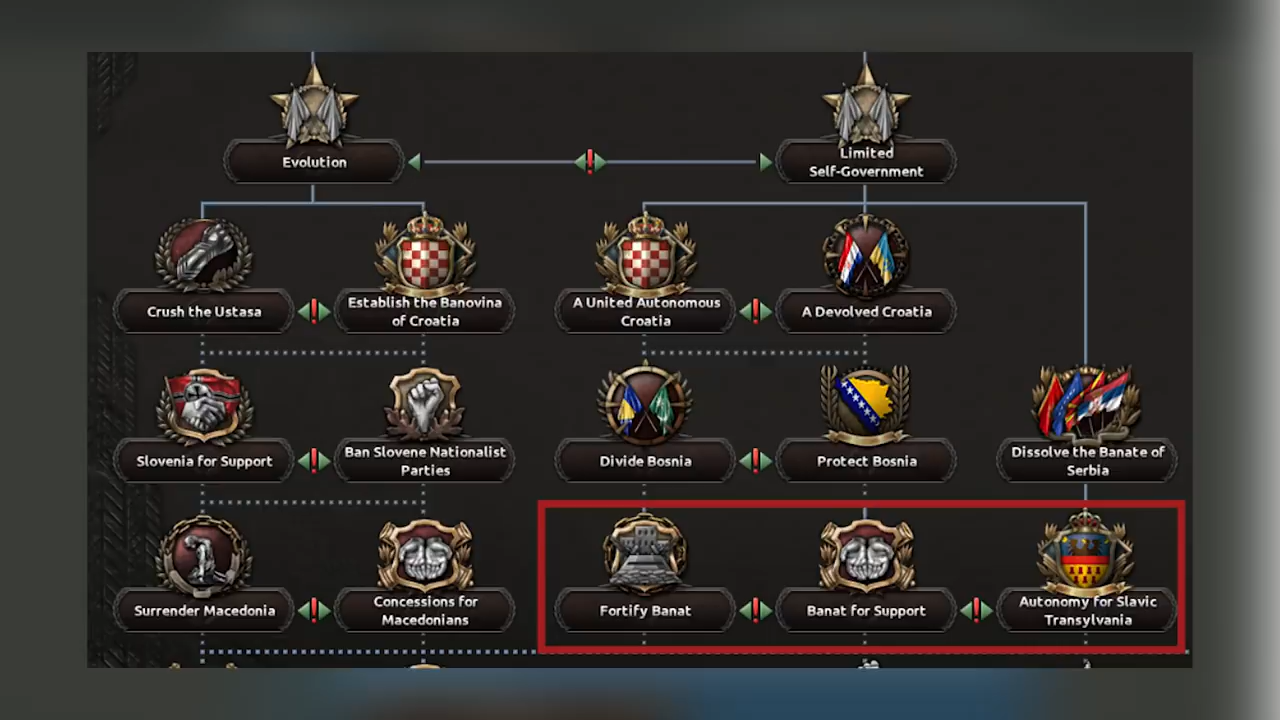 Evolution
Limited
Self-Government
Crush the Ustasa
Establish the Banovina
of Croatia
A United Autonomous
Croatia
A Devolved Croatia
Slovenia for Support
Ban Slovene Nationalist
Parties
Divide Bosnia
Protect Bosnia
Dissolve the Banate of
Serbia
Surrender Macedonia
Concessions for
Macedonians
Fortify Banat
Banat for Support
Autonomy for Slavic
Transylvania